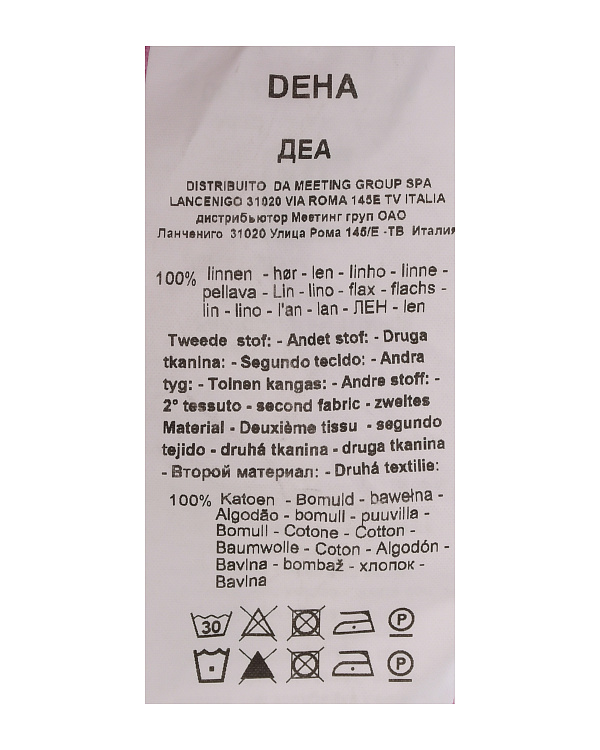 DEHA
ДЕА
DISTRIBUITO DA MEETING GROUP SPA
LANCENIGO 31020 VIA ROMA 145E TV ITALIA
дистрибьютор Меетинг груп ОАО
Ланчениго 31020 Улица Рома 145/Е -ТВ Италия
100% linnen - hør - len - linho - linne -
pellava - Lin - lino - flax - flachs -
lin - lino - l'an - lan - ЛЕН - len
Tweede stof: - Andet stof: - Druga
tkanina: - Segundo tecido: - Andra
tyg: - Toinen kangas: - Andre stoff: -
2° tessuto - second fabric - zweites
Material - Deuxième tissu - segundo
tejido - druhá tkanina - druga tkanina
- Второй материал: - Druhá textilie:
100% Katoen - Bomuld - bawełna -
Algodão - bomull - puuvilla -
Bomull - Cotone - Cotton -
Baumwolle - Coton - Algodón -
Bavlna - bombaž - хлопок -
Bavlna
30 P
P